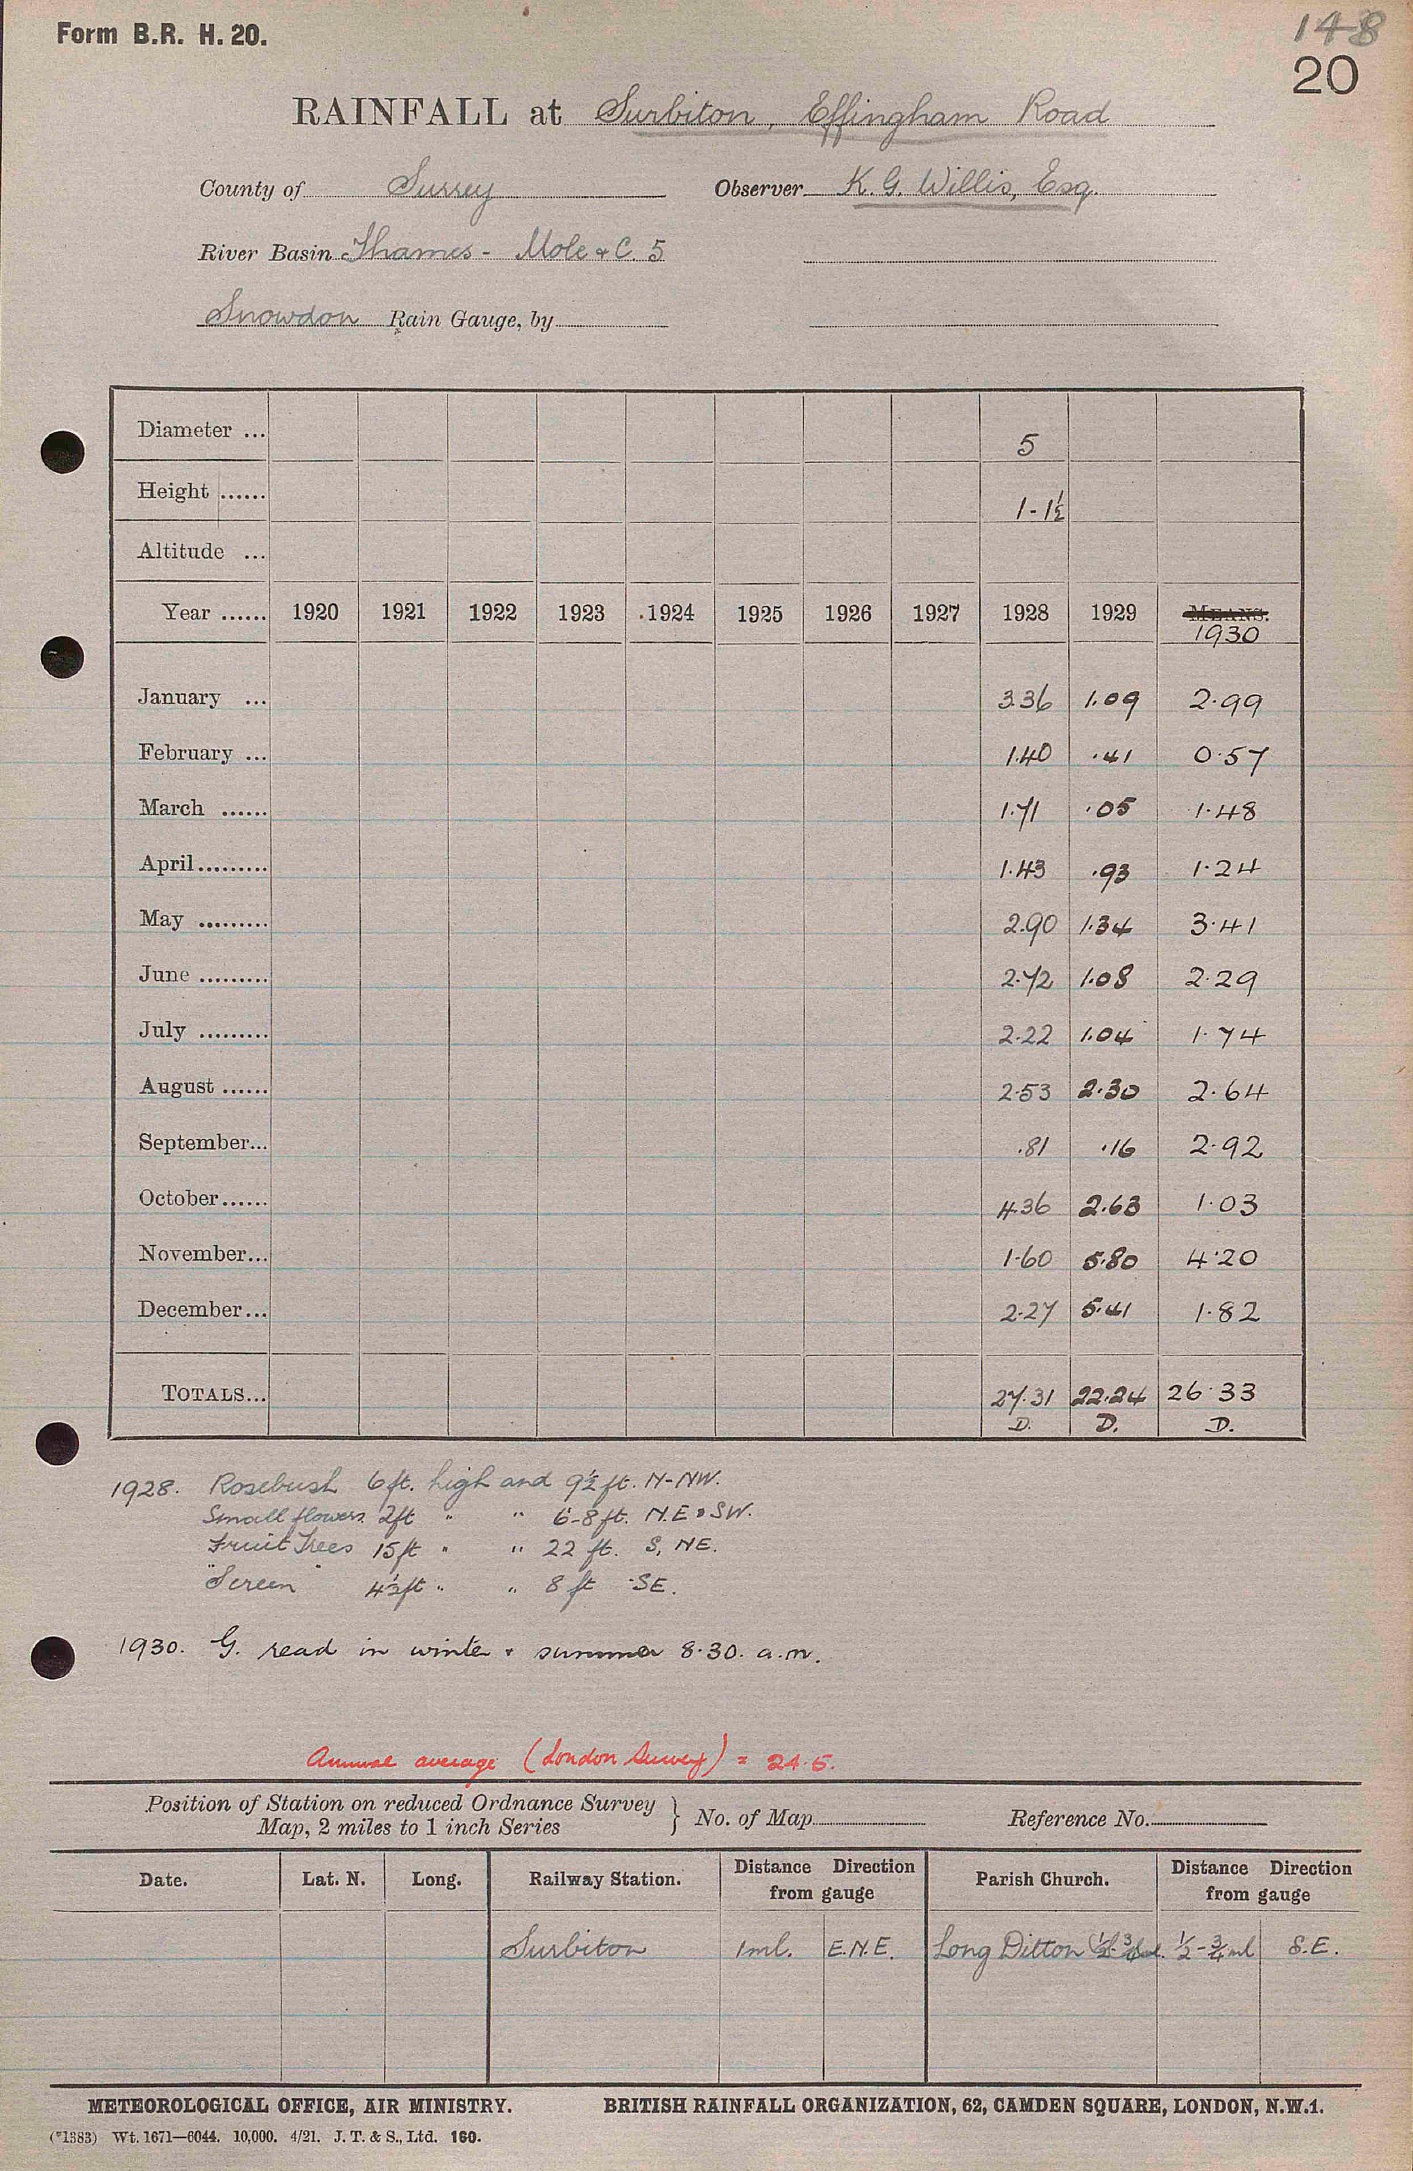 Form B.R. H. 20.
148
20
RAINFALL at Surbiton, Effingham Road
County of Surrey Observer K. G. Willis, Esq.
River Basin Thames - Mole & C. 5
Snowdon Rain Gauge, by
Diameter ... 5
Height ...... 1 - 1½
Altitude ...
Year ...... 1920 1921 1922 1923 1924 1925 1926 1927 1928 1929 MEANS.
1930
January ... 3.36 1.09 2.99
February ... 1.40 .41 0.57
March ...... 1.71 .05 1.48
April ......... 1.43 .93 1.24
May ......... 2.90 1.34 3.41
June ......... 2.72 1.08 2.29
July ......... 2.22 1.04 1.74
August ...... 2.53 2.30 2.64
September... .81 .16 2.92
October...... 4.36 2.63 1.03
November... 1.60 5.80 4.20
December... 2.27 5.41 1.82
TOTALS... 27.31 22.24 26.33
D. D. D.
1928. Rosebush 6 ft. high and 9½ ft. N-NW.
Small flowers 2ft " " 6-8 ft. N.E & SW.
Fruit Trees 15 ft " " 22 ft. S, NE.
"Screen" 4½ft " " 8 ft SE.
1930. G. read in winter & summer 8.30. a.m.
Annual average (London Survey) = 24.5.
Position of Station on reduced Ordnance Survey
Map, 2 miles to 1 inch Series } No. of Map Reference No.
Date. Lat. N. Long. Railway Station. Distance Direction from gauge Parish Church. Distance Direction from gauge
Surbiton 1 ml. E.N.E. Long Ditton ½-¾ ml S.E.
METEOROLOGICAL OFFICE, AIR MINISTRY. BRITISH RAINFALL ORGANIZATION, 62, CAMDEN SQUARE, LONDON, N.W.1.
(*1383) Wt. 1671—6044. 10,000. 4/21. J. T. & S., Ltd. 160.